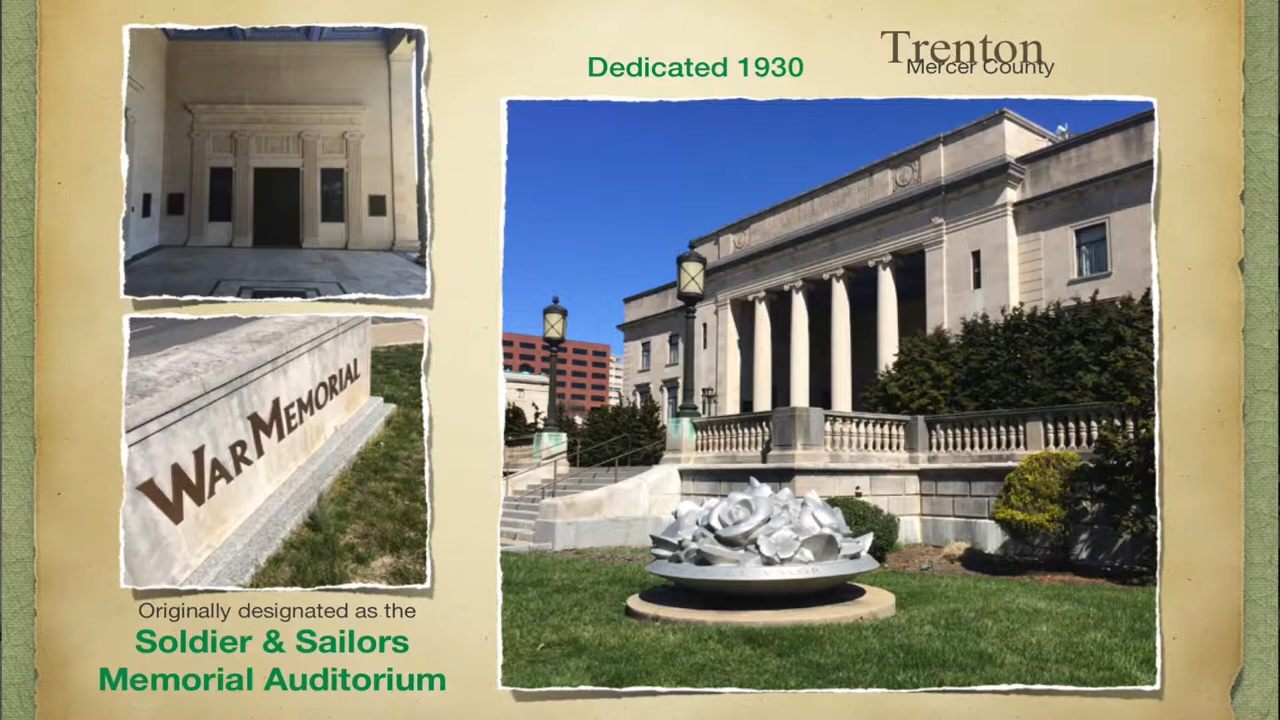 Trenton
Mercer County
Dedicated 1930
WAR MEMORIAL
Originally designated as the
Soldier & Sailors
Memorial Auditorium